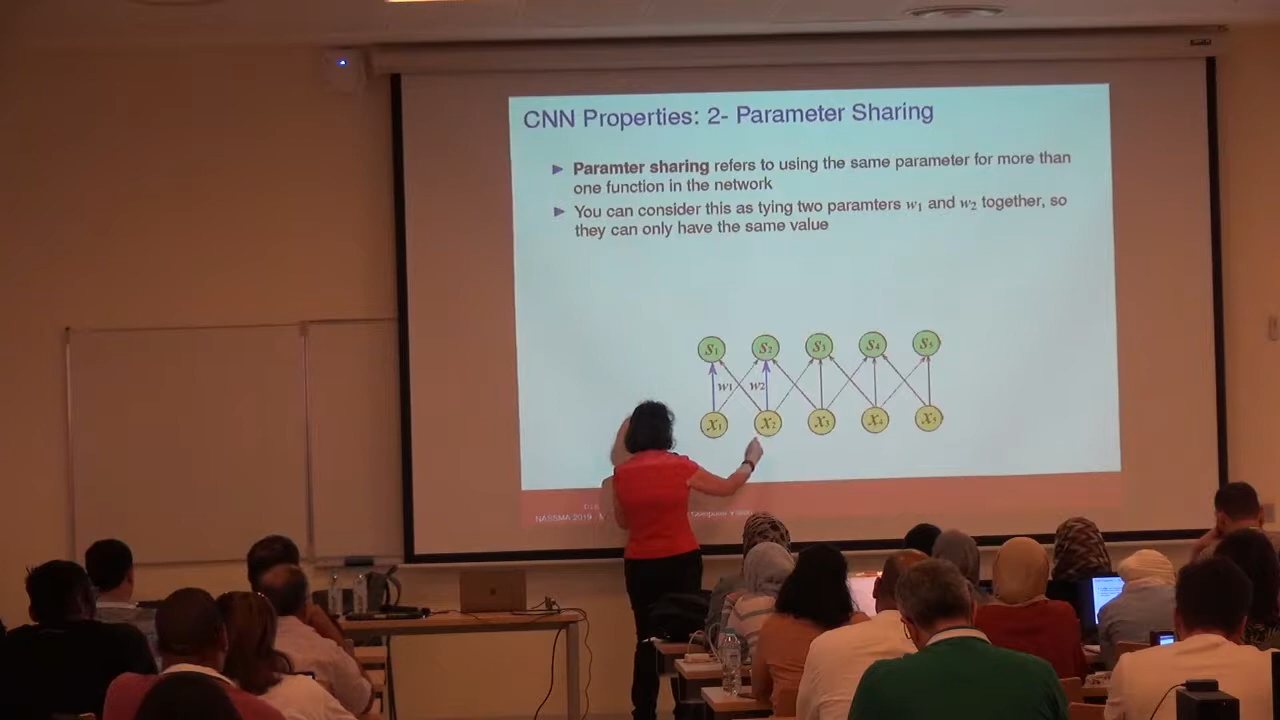 CNN Properties: 2- Parameter Sharing
▶ Paramter sharing refers to using the same parameter for more than
one function in the network
▶ You can consider this as tying two paramters w₁ and w₂ together, so
they can only have the same value
S₁ S₂ S₃ S₄ S₅
w₁ w₂
X₁ X₂ X₃ X₄ X₅
NASSMA 2019